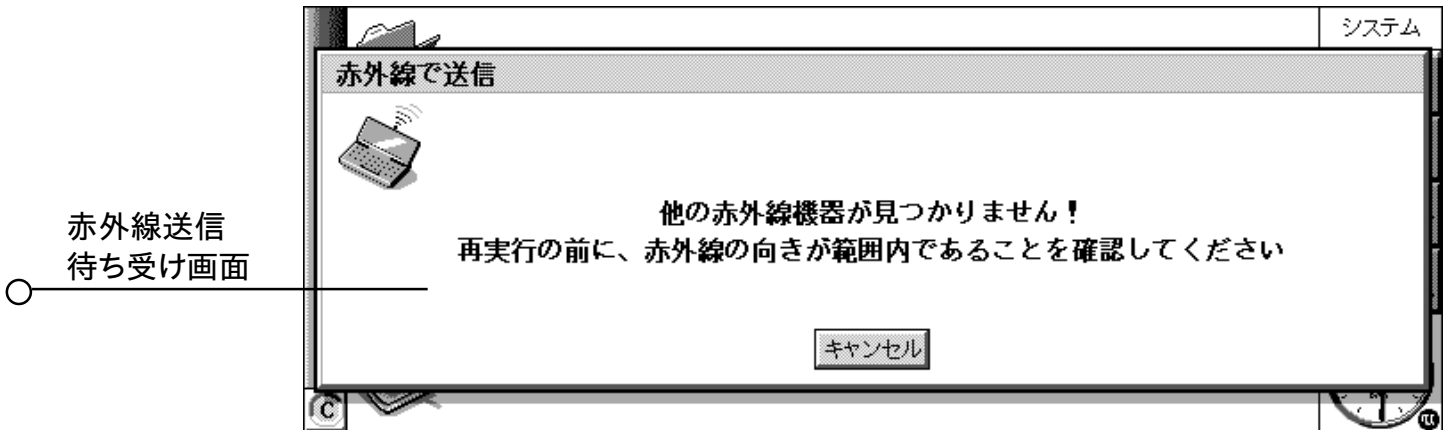 システム
赤外線で送信
他の赤外線機器が見つかりません!
再実行の前に、赤外線の向きが範囲内であることを確認してください
キャンセル
赤外線送信
待ち受け画面
C